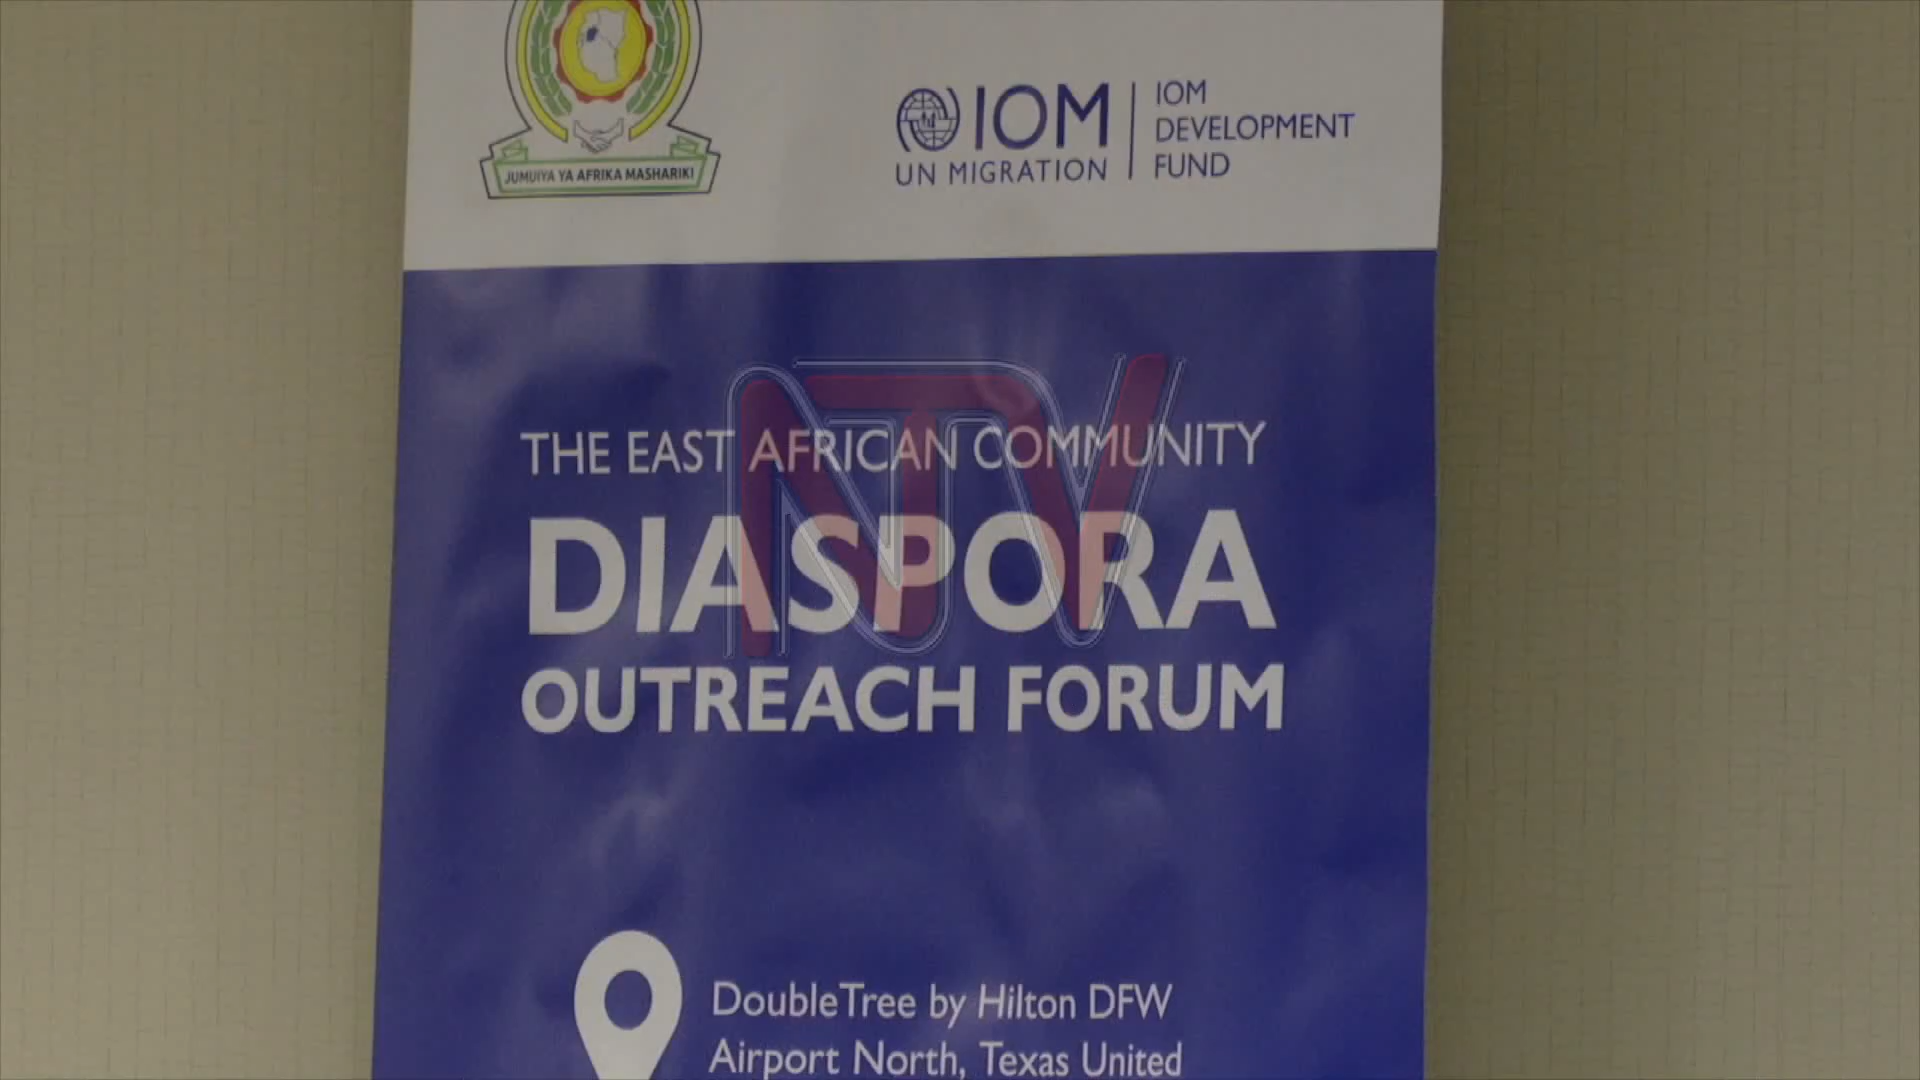 JUMUIYA YA AFRIKA MASHARIKI
IOM
UN MIGRATION
IOM
DEVELOPMENT
FUND
THE EAST AFRICAN COMMUNITY
DIASPORA
OUTREACH FORUM
NTV
DoubleTree by Hilton DFW
Airport North, Texas United